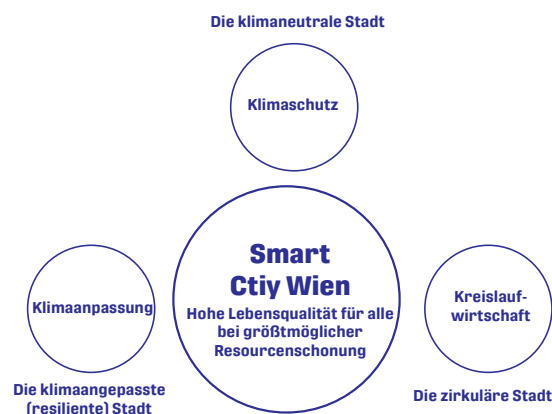 Die klimaneutrale Stadt
Klimaschutz
Smart
Ctiy Wien
Hohe Lebensqualität für alle
bei größtmöglicher
Resourcenschonung
Klimaanpassung
Kreislauf-
wirtschaft
Die klimaangepasste
(resiliente) Stadt
Die zirkuläre Stadt